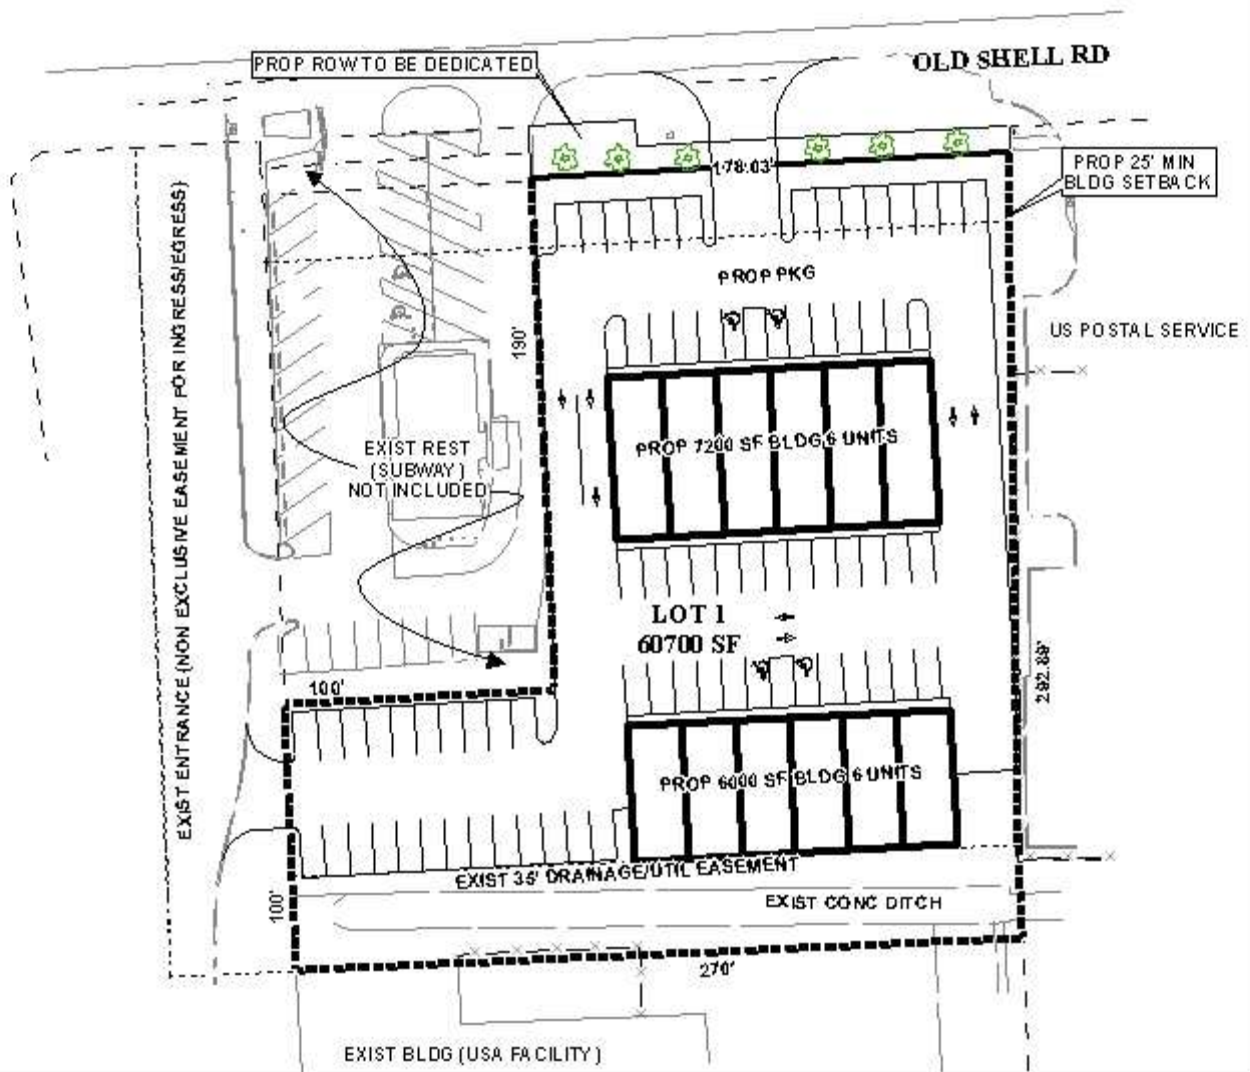 OLD SHELL RD
PROP ROW TO BE DEDICATED
178.03'
PROP 25' MIN
BLDG SETBACK
PROP PKG
US POSTAL SERVICE
190'
EXIST ENTRANCE (NON EXCLUSIVE EASEMENT FOR INGRESS/EGRESS)
EXIST REST
(SUBWAY)
NOT INCLUDED
PROP 7200 SF BLDG 6 UNITS
LOT 1
60700 SF
100'
292.89'
PROP 6000 SF BLDG 6 UNITS
EXIST 35' DRAINAGE/UTIL EASEMENT
EXIST CONC DITCH
100'
270'
EXIST BLDG (USA FACILITY)